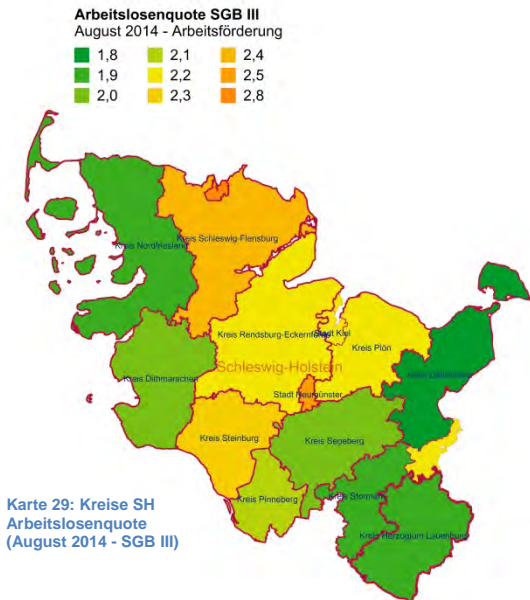 Arbeitslosenquote SGB III
August 2014 - Arbeitsförderung
1,8 2,1 2,4
1,9 2,2 2,5
2,0 2,3 2,8
Kreis Nordfriesland
Kreis Schleswig-Flensburg
Kreis Rendsburg-Eckernförde
Stadt Kiel
Kreis Plön
Schleswig-Holstein
Kreis Ostholstein
Kreis Dithmarschen
Stadt Neumünster
Kreis Steinburg
Kreis Segeberg
Kreis Pinneberg
Kreis Stormarn
Kreis Herzogtum Lauenburg
Karte 29: Kreise SH
Arbeitslosenquote
(August 2014 - SGB III)